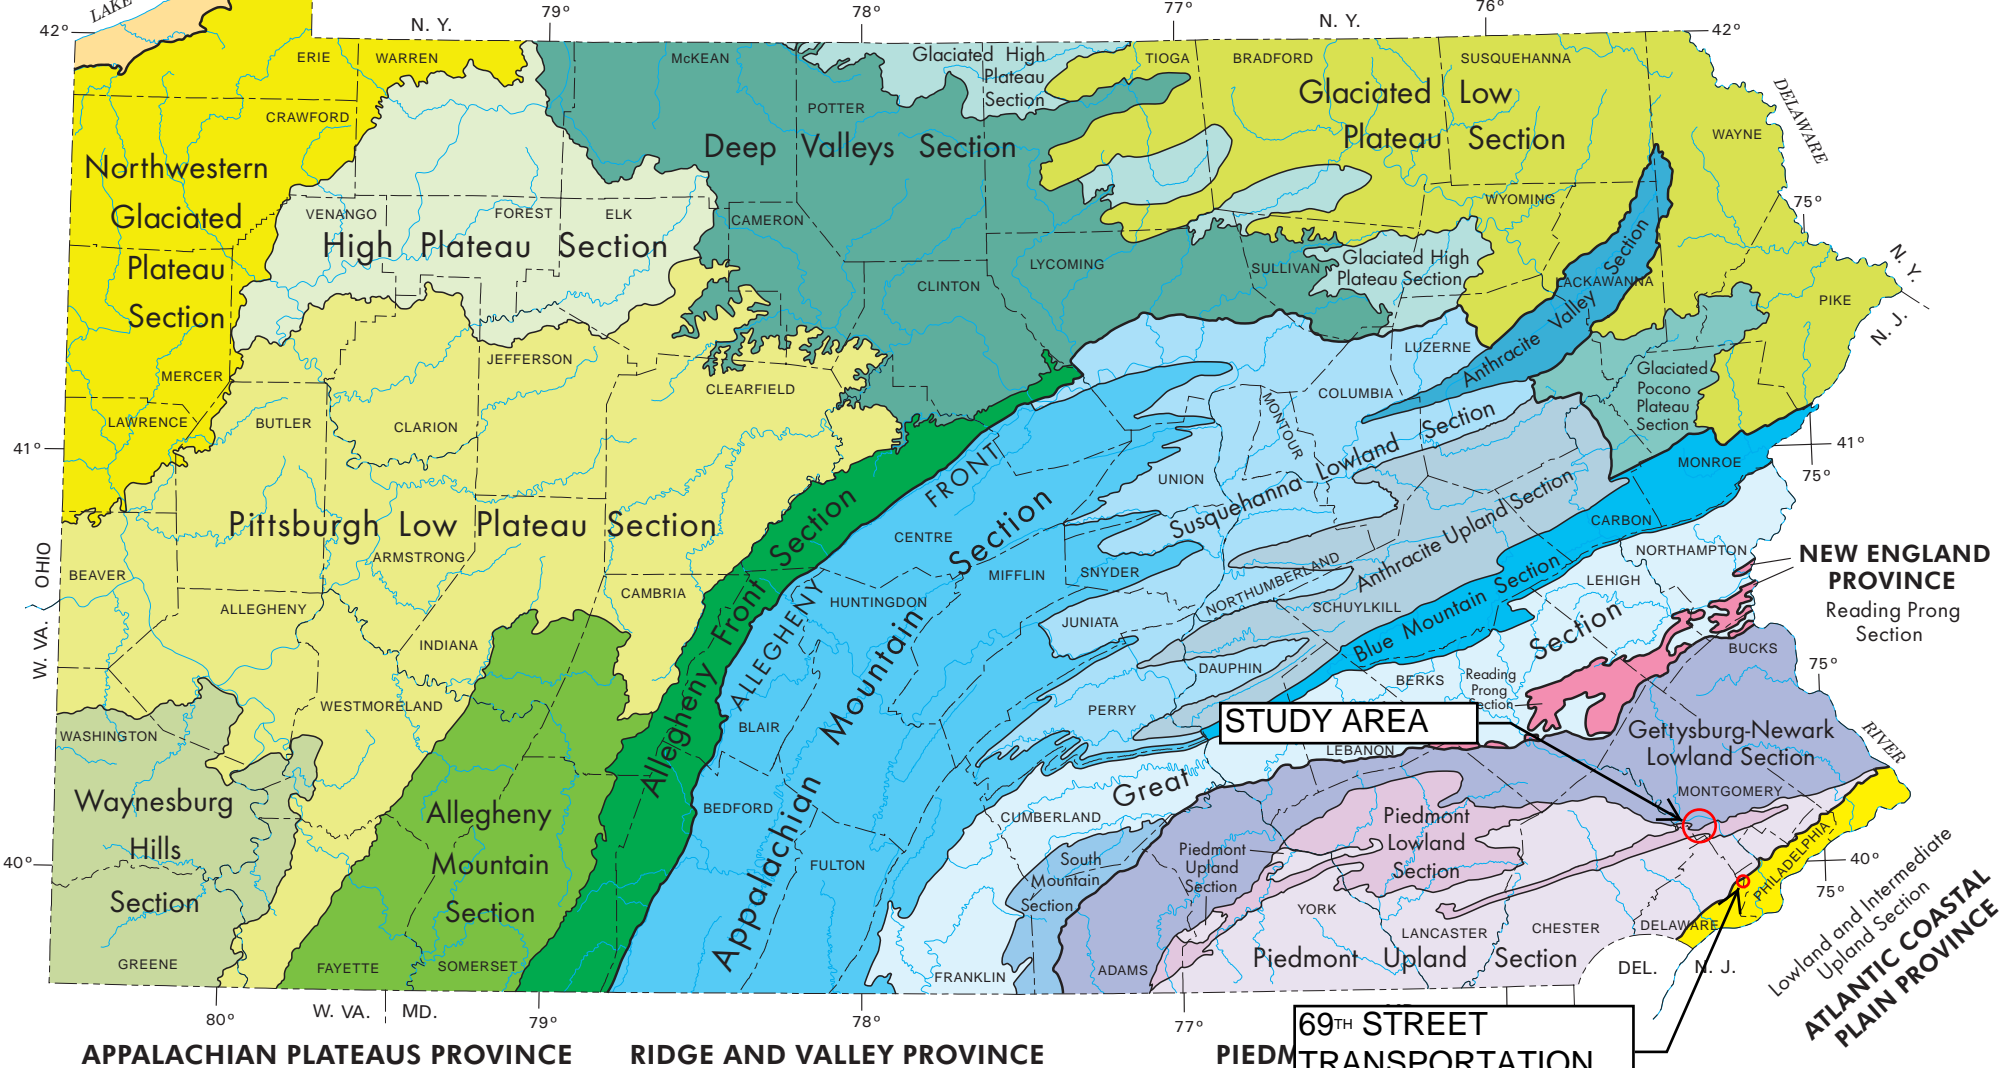 LAKE
79°
78°
77°
76°
42°
N. Y.
N. Y.
42°
ERIE
WARREN
McKEAN
Glaciated High
Plateau
Section
TIOGA
BRADFORD
SUSQUEHANNA
CRAWFORD
POTTER
Glaciated Low
Plateau Section
DELAWARE
WAYNE
Northwestern
Glaciated
Plateau
Section
Deep Valleys Section
VENANGO
FOREST
ELK
CAMERON
WYOMING
75°
High Plateau Section
LYCOMING
SULLIVAN
Glaciated High
Plateau Section
Anthracite Valley Section
LACKAWANNA
N. Y.
CLINTON
PIKE
N. J.
JEFFERSON
LUZERNE
MERCER
CLEARFIELD
COLUMBIA
Glaciated
Pocono
Plateau
Section
LAWRENCE
BUTLER
CLARION
MONTOUR
41°
41°
FRONT
Susquehanna Lowland Section
MONROE
75°
UNION
Pittsburgh Low Plateau Section
CENTRE
Anthracite Upland Section
CARBON
ARMSTRONG
NORTHAMPTON
NEW ENGLAND
PROVINCE
Reading Prong
Section
OHIO
BEAVER
MIFFLIN
SNYDER
NORTHUMBERLAND
LEHIGH
ALLEGHENY
CAMBRIA
HUNTINGDON
SCHUYLKILL
Blue Mountain Section
W. VA.
INDIANA
ALLEGHENY
JUNIATA
Allegheny Front Section
Appalachian Mountain Section
DAUPHIN
BERKS
Reading
Prong
Section
BUCKS
75°
WESTMORELAND
PERRY
STUDY AREA
WASHINGTON
BLAIR
LEBANON
Gettysburg-Newark
Lowland Section
RIVER
Great
Section
MONTGOMERY
Waynesburg
Hills
Section
Allegheny
Mountain
Section
BEDFORD
CUMBERLAND
Piedmont
Lowland
Section
40°
FULTON
South
Mountain
Section
Piedmont
Upland
Section
PHILADELPHIA
40°
75°
YORK
LANCASTER
CHESTER
DELAWARE
Lowland and Intermediate
Upland Section
ATLANTIC COASTAL
PLAIN PROVINCE
GREENE
FAYETTE
SOMERSET
FRANKLIN
ADAMS
Piedmont Upland Section
DEL.
N. J.
80°
W. VA.
MD.
79°
78°
77°
69TH STREET
TRANSPORTATION
APPALACHIAN PLATEAUS PROVINCE
RIDGE AND VALLEY PROVINCE
PIEDM